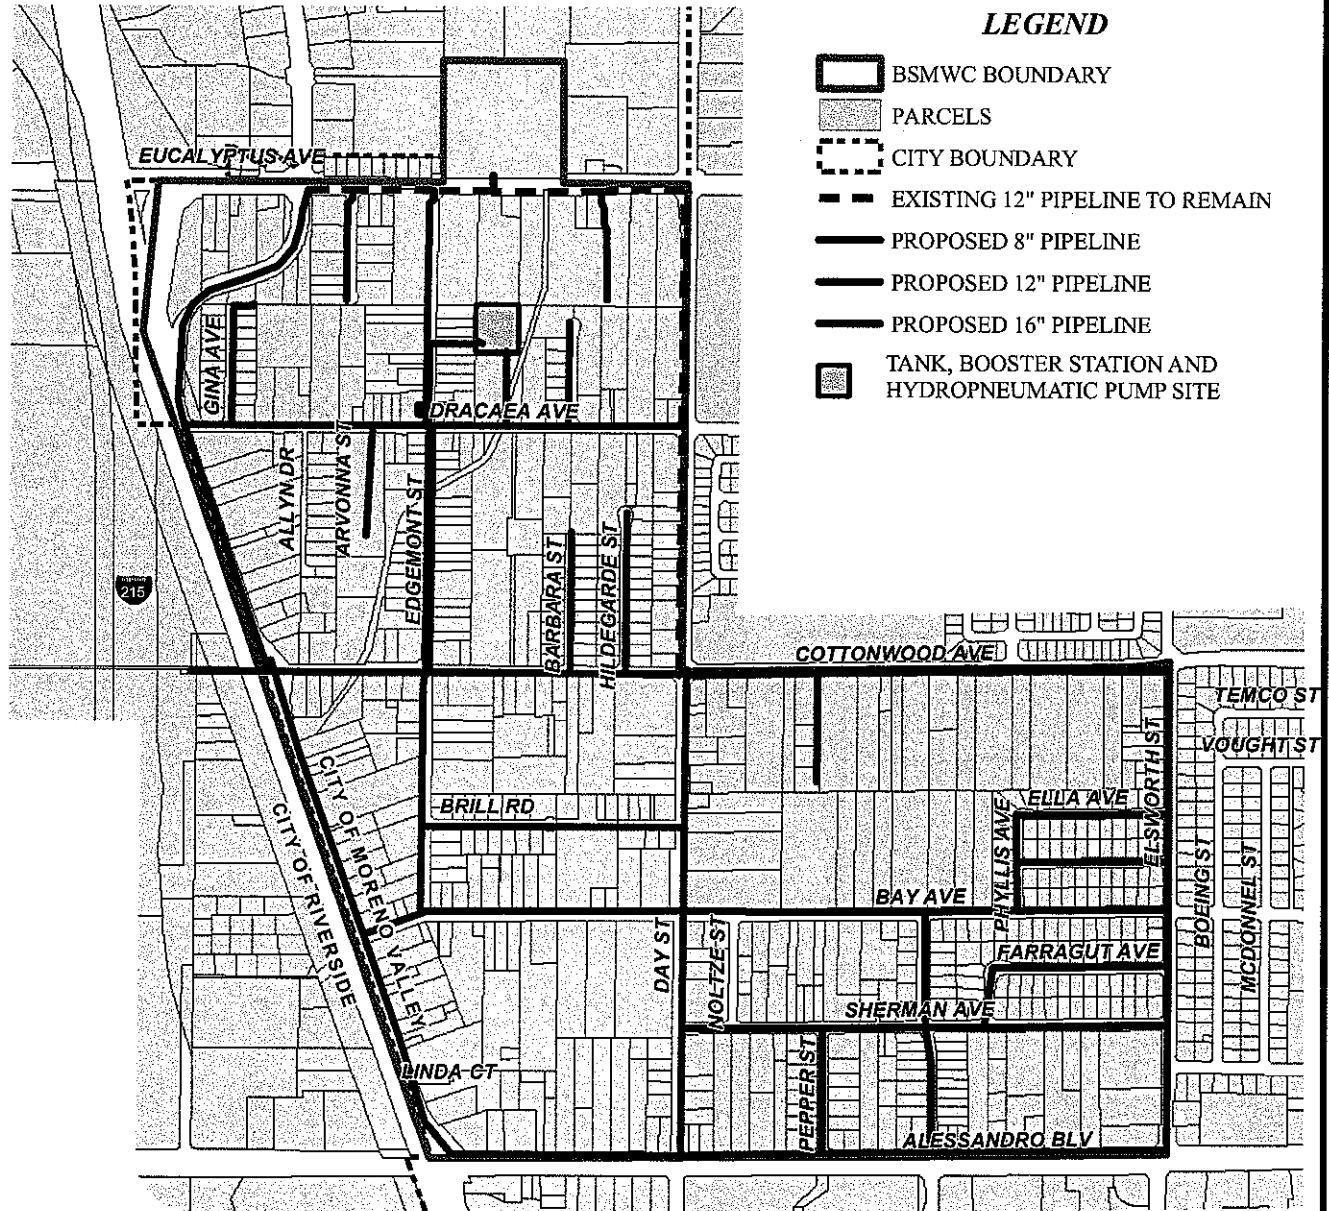 LEGEND
BSMWC BOUNDARY
PARCELS
CITY BOUNDARY
EXISTING 12" PIPELINE TO REMAIN
PROPOSED 8" PIPELINE
PROPOSED 12" PIPELINE
PROPOSED 16" PIPELINE
TANK, BOOSTER STATION AND
HYDROPNEUMATIC PUMP SITE
EUCALYPTUS AVE
GINA AVE
DRACAEA AVE
ALLYN DR
ARVONNA ST
EDGEMONT ST
BARBARA ST
HILDEGARDE ST
215
COTTONWOOD AVE
TEMCO ST
VOUGHT ST
ELSWORTH ST
BRILL RD
ELLA AVE
PHYLLIS AVE
BOEING ST
MCDONNEL ST
CITY OF MORENO VALLEY
CITY OF RIVERSIDE
BAY AVE
DAY ST
NOLTZE ST
FARRAGUT AVE
SHERMAN AVE
PEPPER ST
LINDA CT
ALESSANDRO BLV